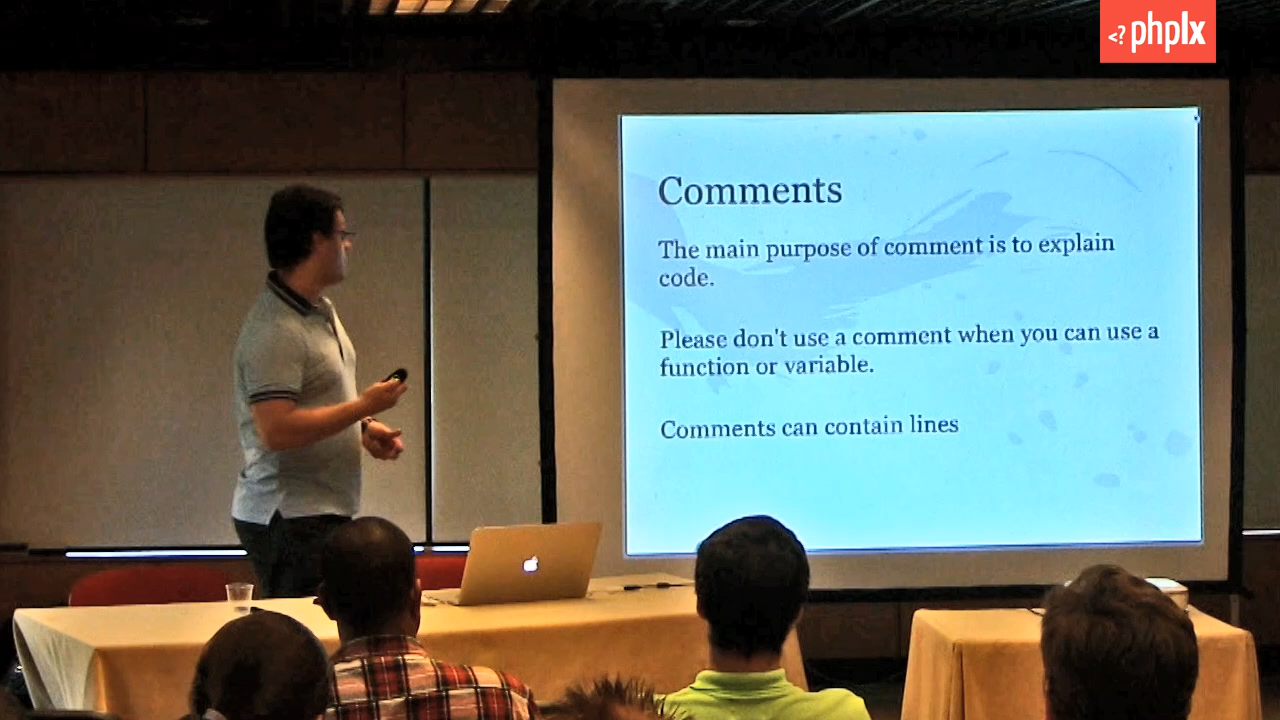 <? phplx
Comments
The main purpose of comment is to explain
code.
Please don't use a comment when you can use a
function or variable.
Comments can contain lines